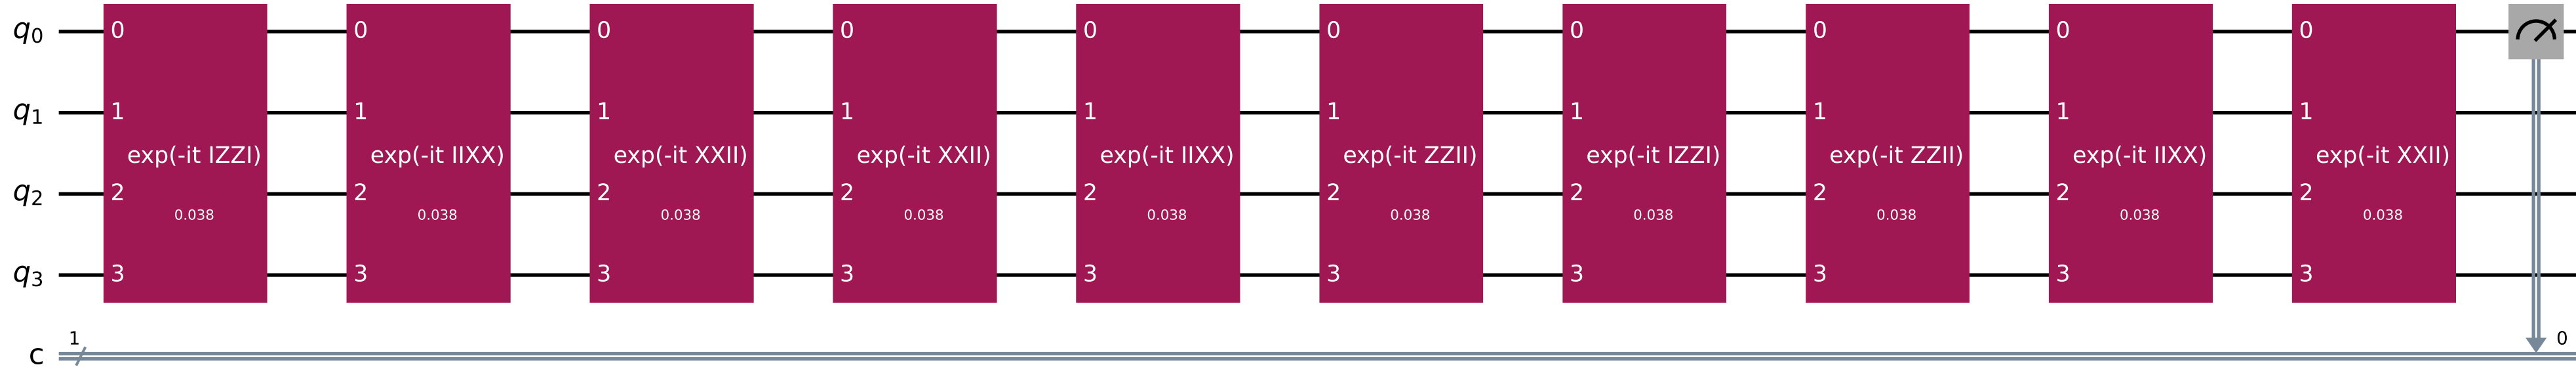 q0 0 0 0 0 0 0 0 0 0 0
q1 1 1 1 1 1 1 1 1 1 1
exp(-it IZZI) exp(-it IIXX) exp(-it XXII) exp(-it XXII) exp(-it IIXX) exp(-it ZZII) exp(-it IZZI) exp(-it ZZII) exp(-it IIXX) exp(-it XXII)
q2 2 2 2 2 2 2 2 2 2 2
0.038 0.038 0.038 0.038 0.038 0.038 0.038 0.038 0.038 0.038
q3 3 3 3 3 3 3 3 3 3 3
1 0
c